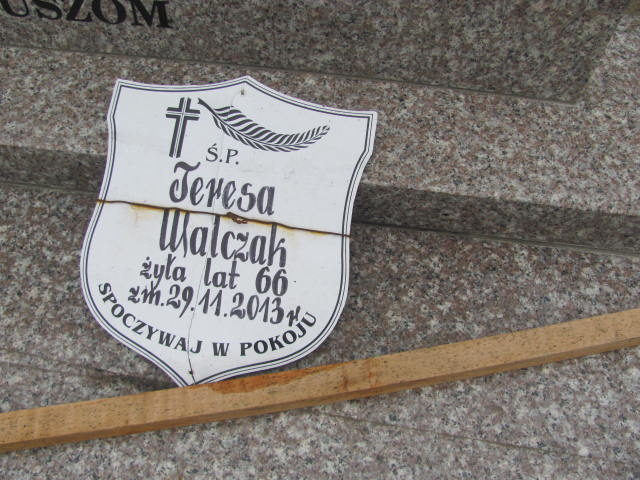 USZOM
Ś.P.
Teresa
Walczak
żyła lat 66
zm. 29.11.2013 r.
SPOCZYWAJ W POKOJU